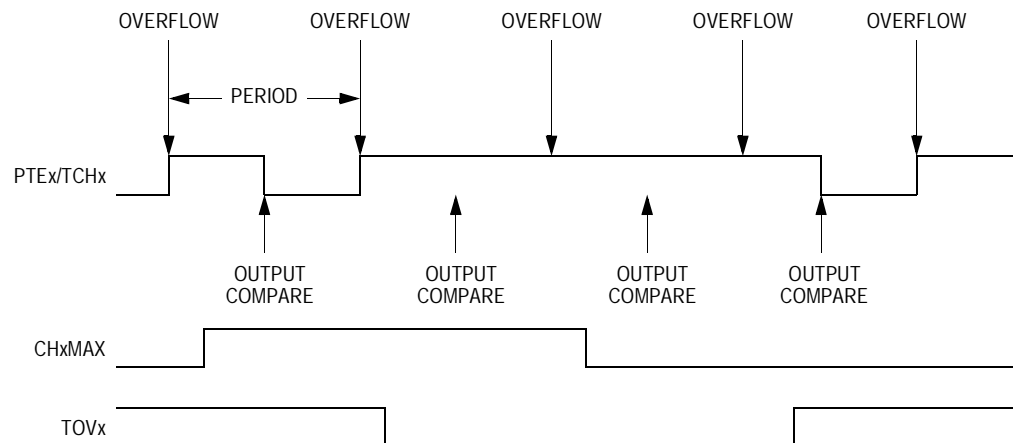 OVERFLOW OVERFLOW OVERFLOW OVERFLOW OVERFLOW
PERIOD
PTEx/TCHx
OUTPUT COMPARE
OUTPUT COMPARE
OUTPUT COMPARE
OUTPUT COMPARE
CHxMAX
TOVx